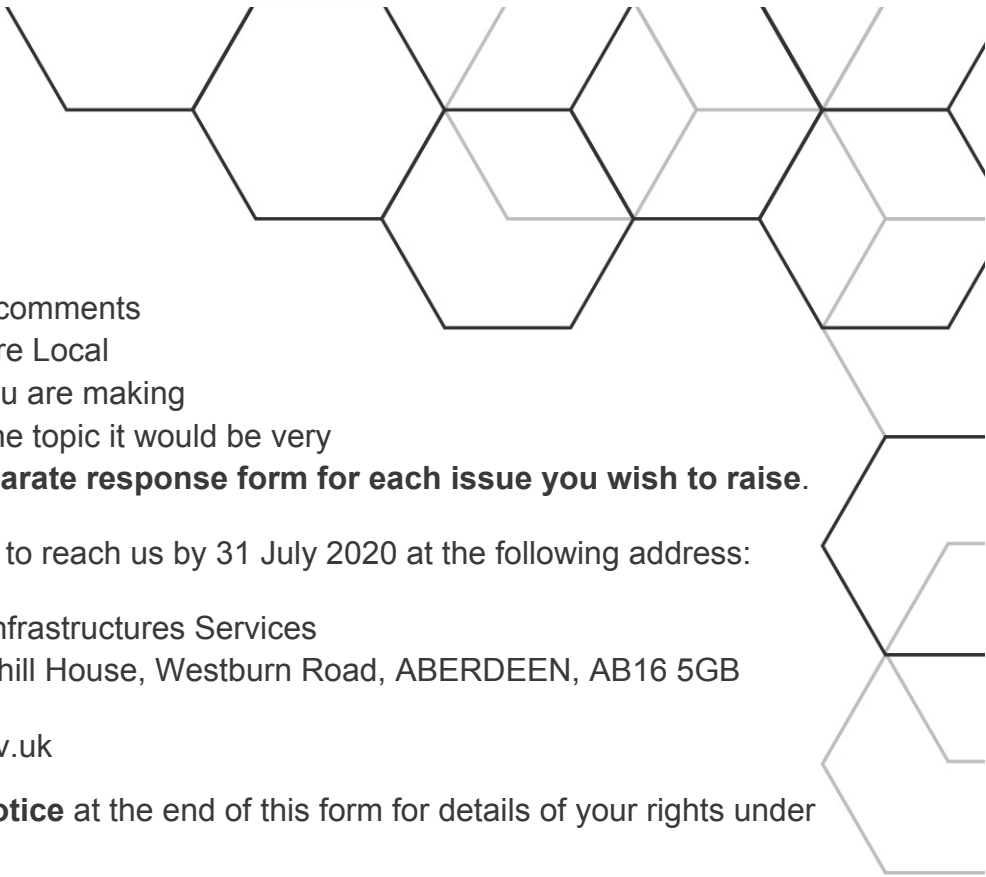 comments
re Local
u are making
ne topic it would be very
arate response form for each issue you wish to raise.
to reach us by 31 July 2020 at the following address:
nfrastructures Services
hill House, Westburn Road, ABERDEEN, AB16 5GB
v.uk
otice at the end of this form for details of your rights under